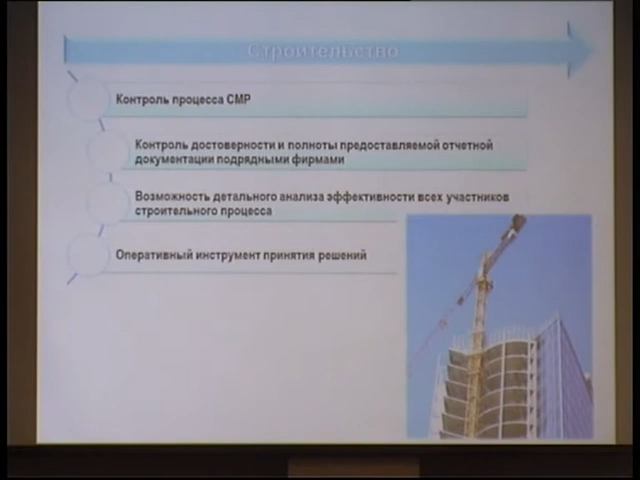 Строительство
Контроль процесса СМР
Контроль достоверности и полноты предоставляемой отчетной
документации подрядными фирмами
Возможность детального анализа эффективности всех участников
строительного процесса
Оперативный инструмент принятия решений